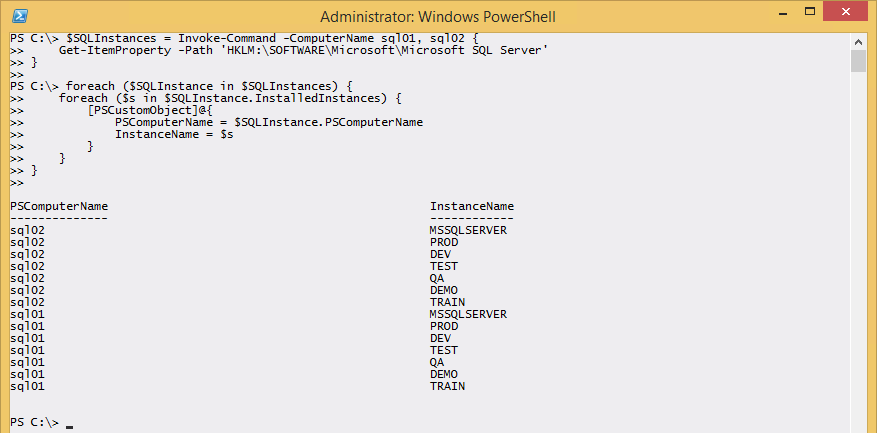 Administrator: Windows PowerShell
PS C:\> $SQLInstances = Invoke-Command -ComputerName sql01, sql02 {
>>     Get-ItemProperty -Path 'HKLM:\SOFTWARE\Microsoft\Microsoft SQL Server'
>> }
>>
PS C:\> foreach ($SQLInstance in $SQLInstances) {
>>     foreach ($s in $SQLInstance.InstalledInstances) {
>>         [PSCustomObject]@{
>>             PSComputerName = $SQLInstance.PSComputerName
>>             InstanceName = $s
>>         }
>>     }
>> }
>>
PSComputerName InstanceName
-------------- ------------
sql02 MSSQLSERVER
sql02 PROD
sql02 DEV
sql02 TEST
sql02 QA
sql02 DEMO
sql02 TRAIN
sql01 MSSQLSERVER
sql01 PROD
sql01 DEV
sql01 TEST
sql01 QA
sql01 DEMO
sql01 TRAIN
PS C:\> _